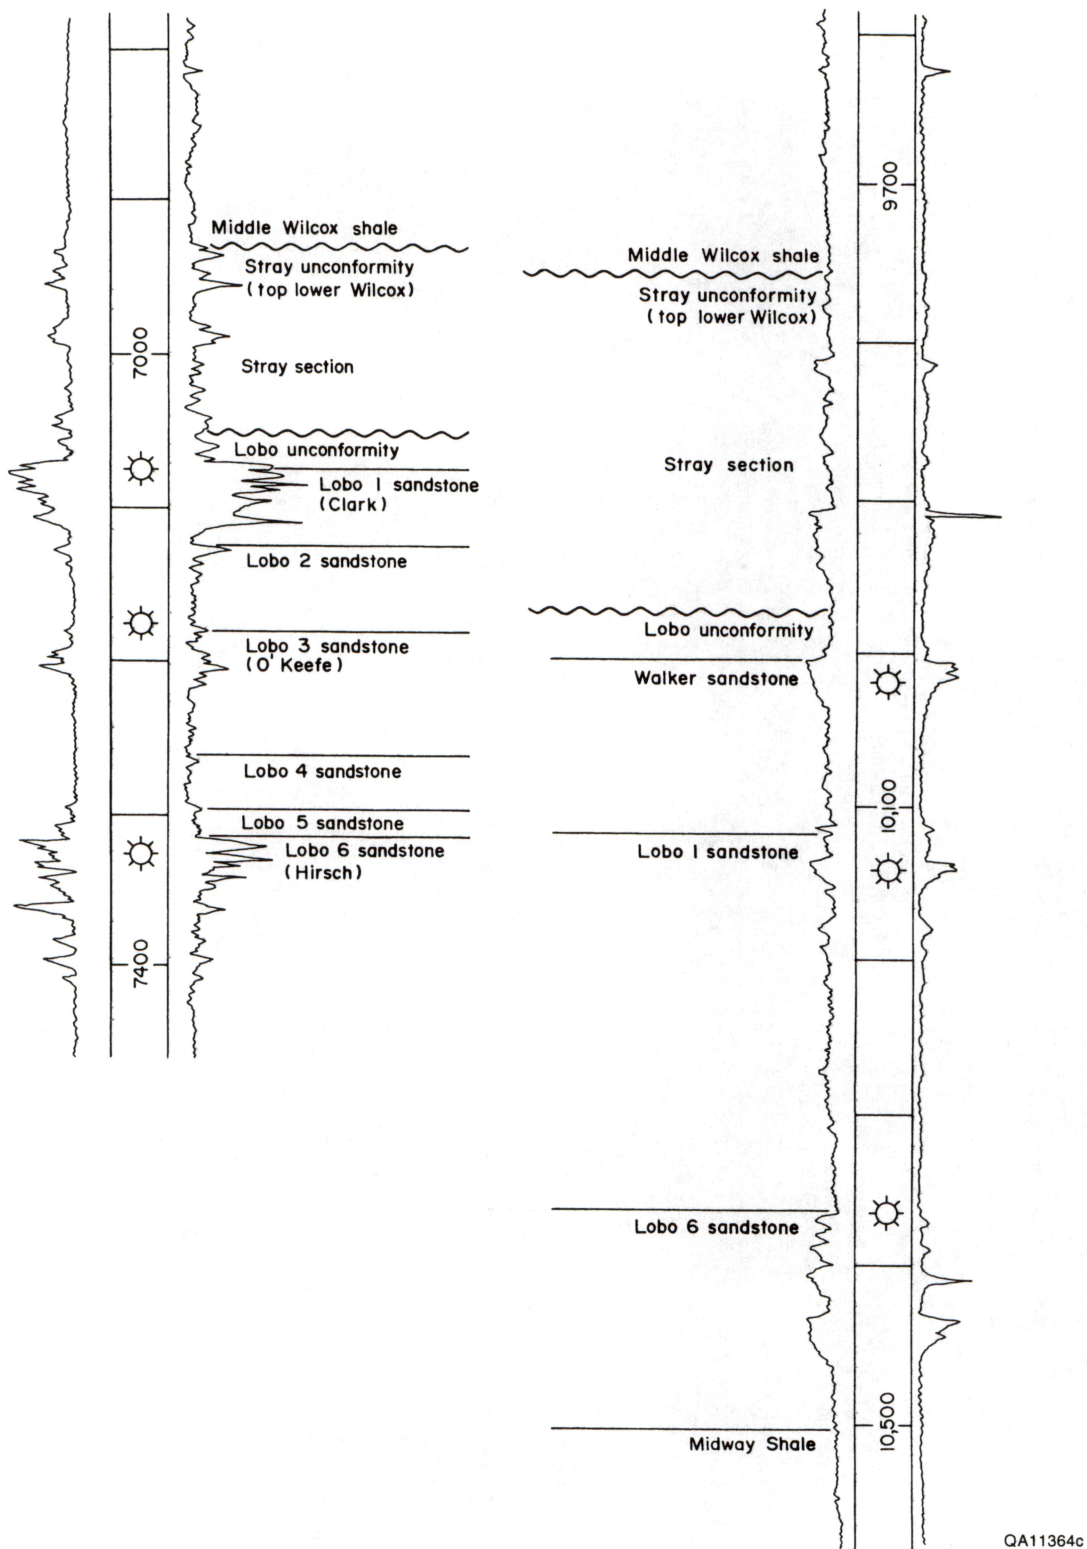 Middle Wilcox shale
Stray unconformity
(top lower Wilcox)
7000
Stray section
Lobo unconformity
Lobo 1 sandstone
(Clark)
Lobo 2 sandstone
Lobo 3 sandstone
(O'Keefe)
Lobo 4 sandstone
Lobo 5 sandstone
Lobo 6 sandstone
(Hirsch)
7400
9700
Middle Wilcox shale
Stray unconformity
(top lower Wilcox)
Stray section
Lobo unconformity
Walker sandstone
10,100
Lobo 1 sandstone
Lobo 6 sandstone
10,500
Midway Shale
QA11364c